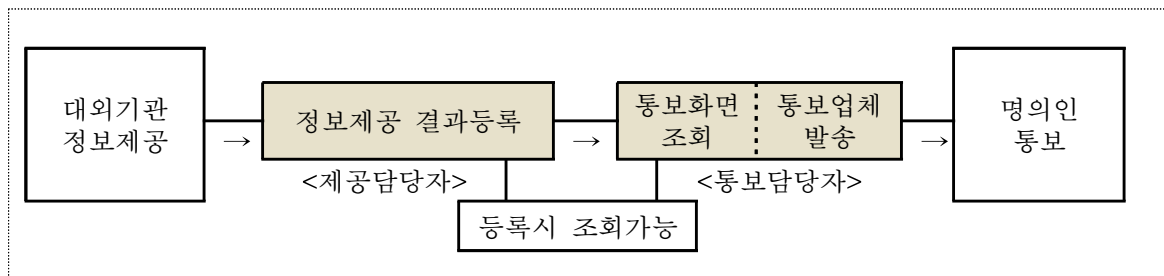 대외기관
정보제공
→
정보제공 결과등록
<제공담당자>
→
통보화면
조회
통보업체
발송
<통보담당자>
→
명의인
통보
등록시 조회가능